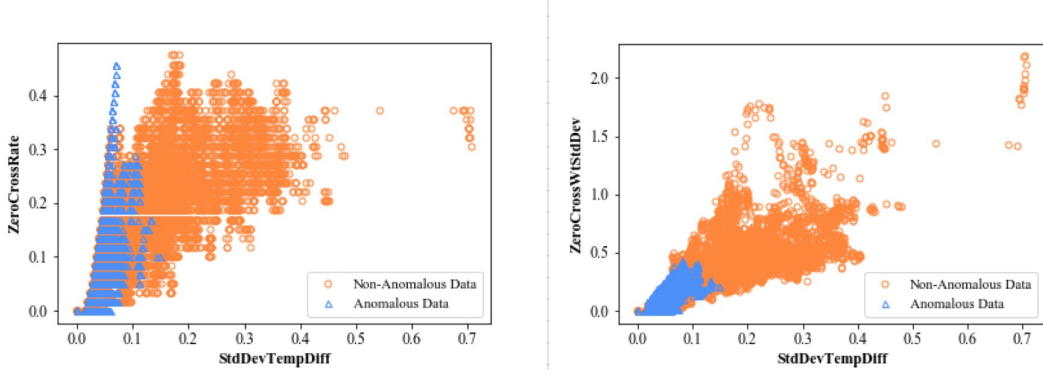 ZeroCrossRate
0.4
0.3
0.2
0.1
0.0
0.0 0.1 0.2 0.3 0.4 0.5 0.6 0.7
StdDevTempDiff
Non-Anomalous Data
Anomalous Data
ZeroCrossWtStdDev
2.0
1.5
1.0
0.5
0.0
0.0 0.1 0.2 0.3 0.4 0.5 0.6 0.7
StdDevTempDiff
Non-Anomalous Data
Anomalous Data